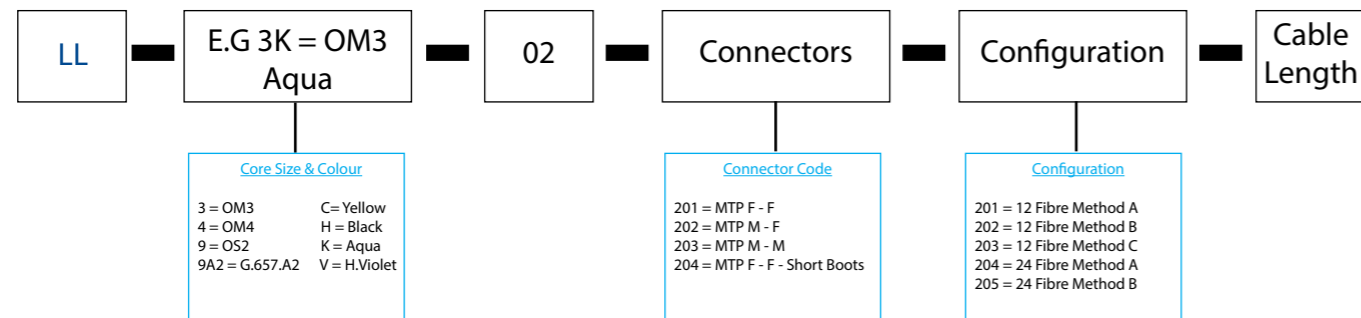 LL
E.G 3K = OM3
Aqua
02
Connectors
Configuration
Cable
Length
Core Size & Colour
3 = OM3 C= Yellow
4 = OM4 H = Black
9 = OS2 K = Aqua
9A2 = G.657.A2 V = H.Violet
Connector Code
201 = MTP F - F
202 = MTP M - F
203 = MTP M - M
204 = MTP F - F - Short Boots
Configuration
201 = 12 Fibre Method A
202 = 12 Fibre Method B
203 = 12 Fibre Method C
204 = 24 Fibre Method A
205 = 24 Fibre Method B